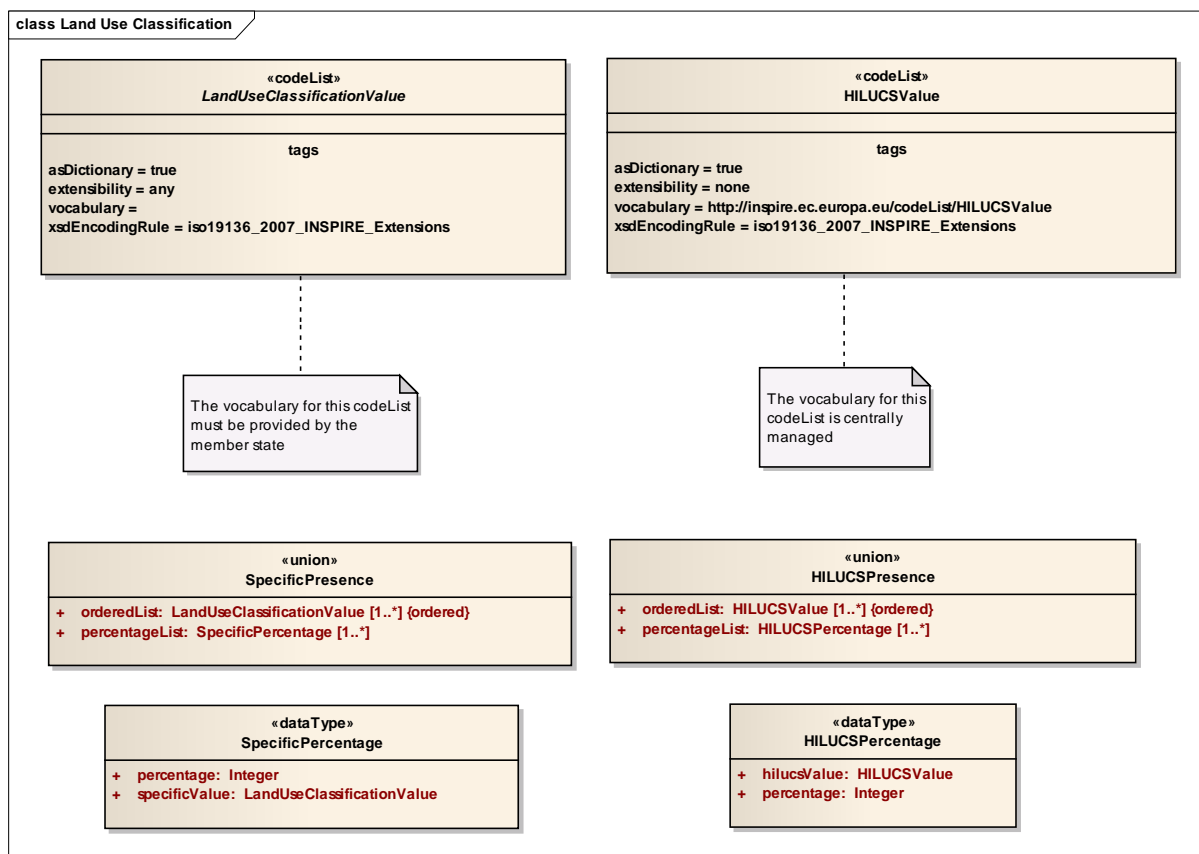 class Land Use Classification
«codeList»
LandUseClassificationValue
tags
asDictionary = true
extensibility = any
vocabulary =
xsdEncodingRule = iso19136_2007_INSPIRE_Extensions
«codeList»
HILUCSValue
tags
asDictionary = true
extensibility = none
vocabulary = http://inspire.ec.europa.eu/codeList/HILUCSValue
xsdEncodingRule = iso19136_2007_INSPIRE_Extensions
The vocabulary for this codeList
must be provided by the
member state
The vocabulary for this
codeList is centrally
managed
«union»
SpecificPresence
+ orderedList: LandUseClassificationValue [1..*] {ordered}
+ percentageList: SpecificPercentage [1..*]
«union»
HILUCSPresence
+ orderedList: HILUCSValue [1..*] {ordered}
+ percentageList: HILUCSPercentage [1..*]
«dataType»
SpecificPercentage
+ percentage: Integer
+ specificValue: LandUseClassificationValue
«dataType»
HILUCSPercentage
+ hilucsValue: HILUCSValue
+ percentage: Integer